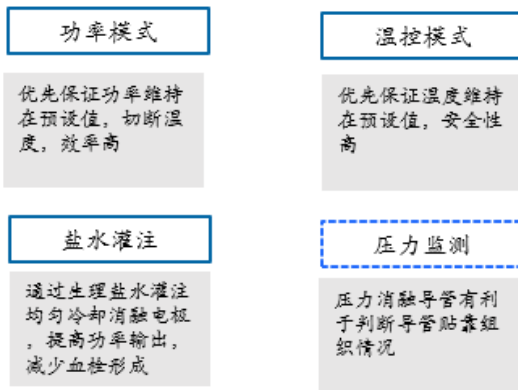 功率模式
优先保证功率维持
在预设值，切断温
度，效率高
温控模式
优先保证温度维持
在预设值，安全性
高
盐水灌注
通过生理盐水灌注
均匀冷却消融电极
，提高功率输出，
减少血栓形成
压力监测
压力消融导管有利
于判断导管贴靠组
织情况